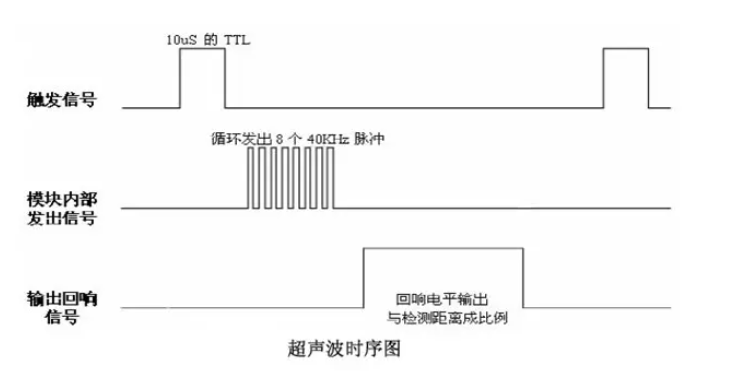 10uS 的 TTL
触发信号
循环发出 8 个 40KHz 脉冲
模块内部
发出信号
输出回响
信号
回响电平输出
与检测距离成比例
超声波时序图